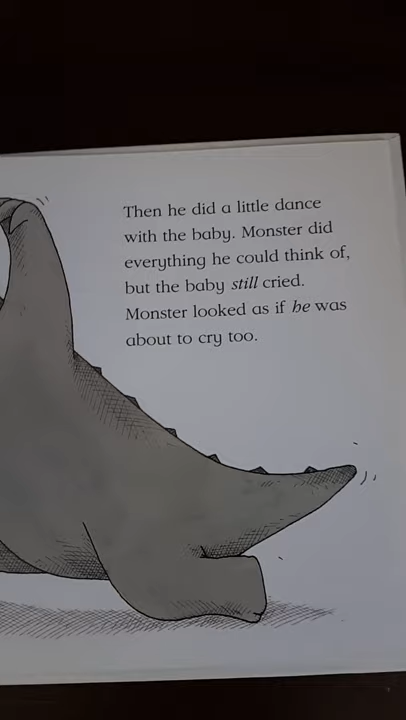 Then he did a little dance
with the baby. Monster did
everything he could think of,
but the baby still cried.
Monster looked as if he was
about to cry too.